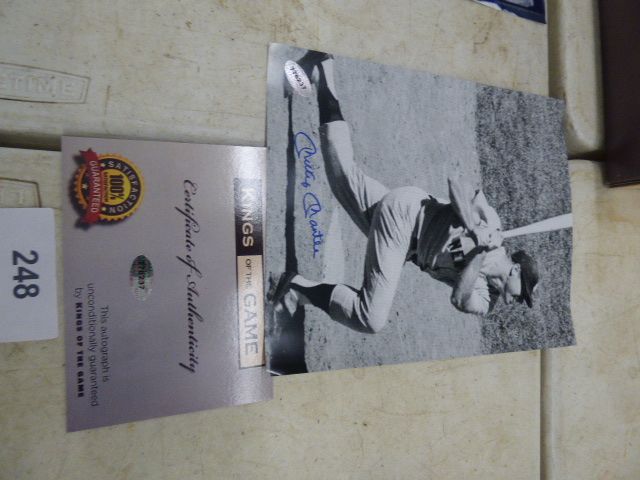 KINGS OF THE GAME
Certificate of Authenticity
SATISFACTION
100%
GUARANTEED
This autograph is
unconditionally guaranteed
by KINGS OF THE GAME
Mickey Mantle
248